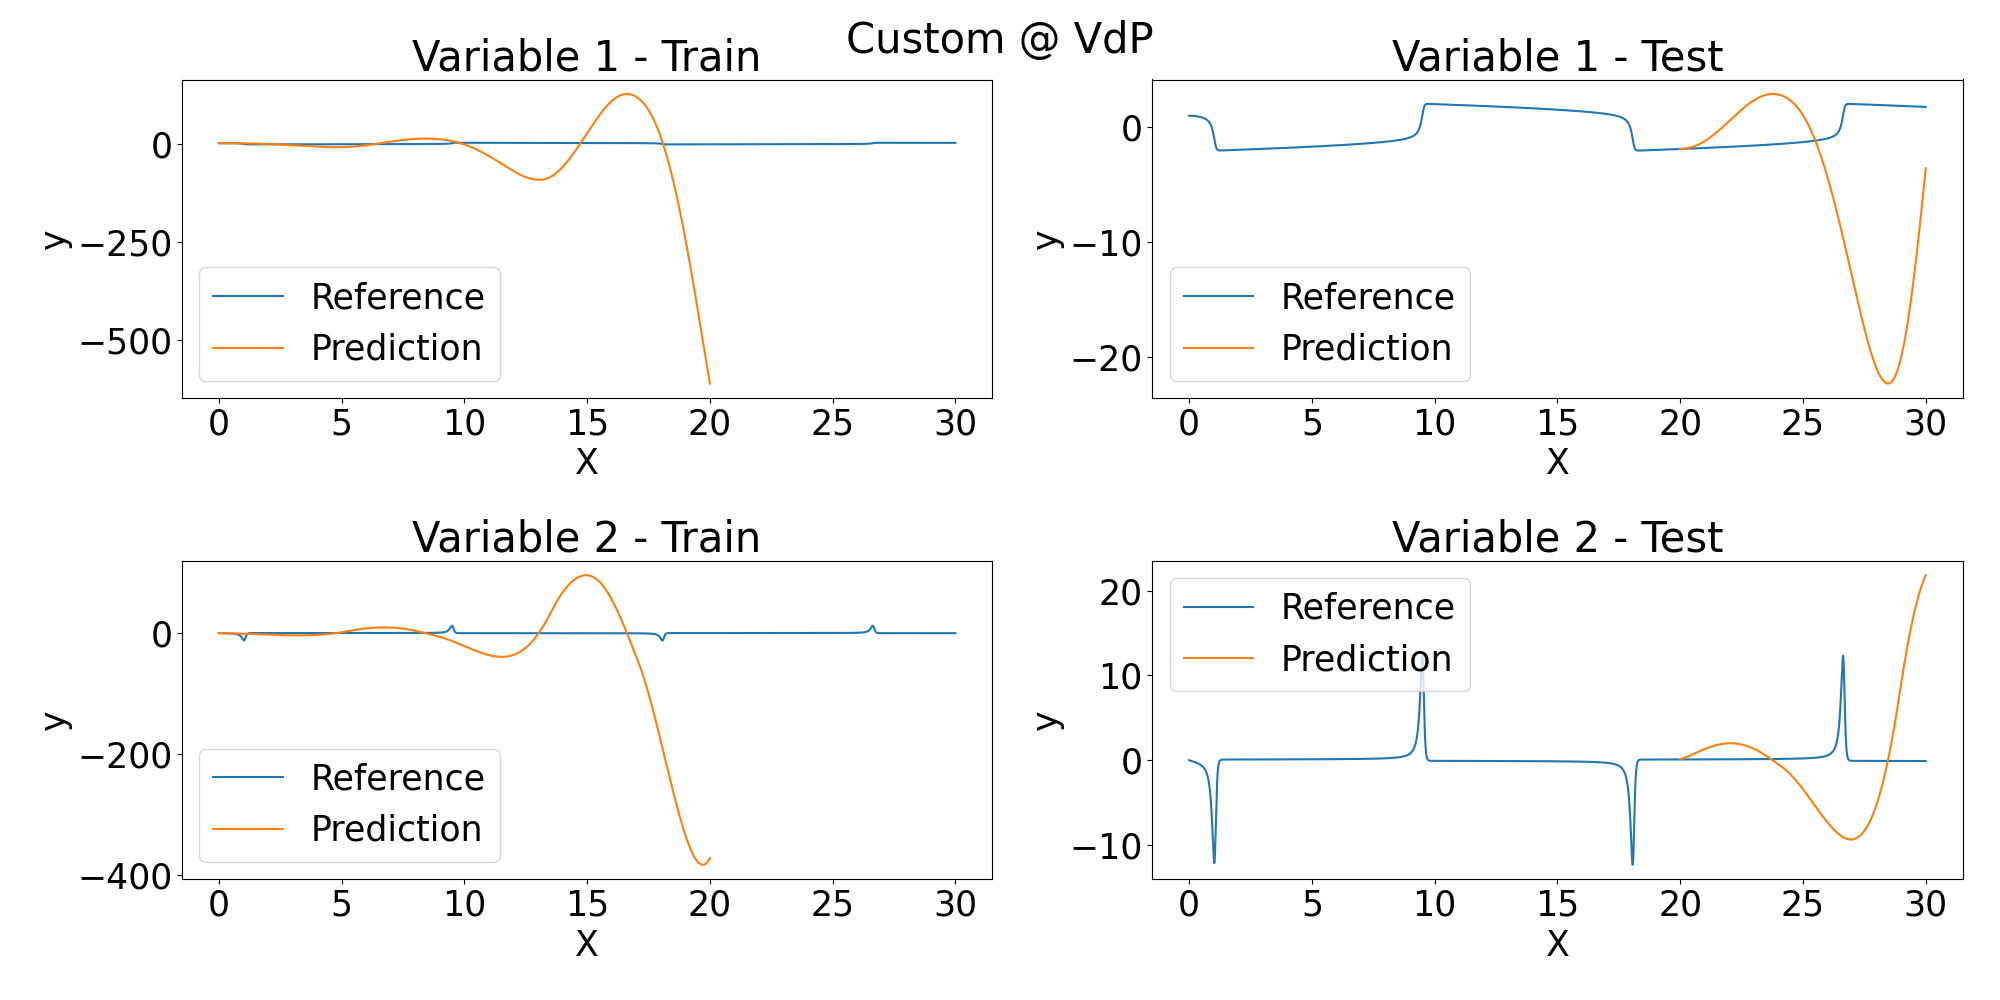 Custom @ VdP
Variable 1 - Train
y
0
−250
−500
Reference
Prediction
0 5 10 15 20 25 30
X
Variable 1 - Test
y
0
−10
−20
Reference
Prediction
0 5 10 15 20 25 30
X
Variable 2 - Train
y
0
−200
−400
Reference
Prediction
0 5 10 15 20 25 30
X
Variable 2 - Test
y
20
10
0
−10
Reference
Prediction
0 5 10 15 20 25 30
X